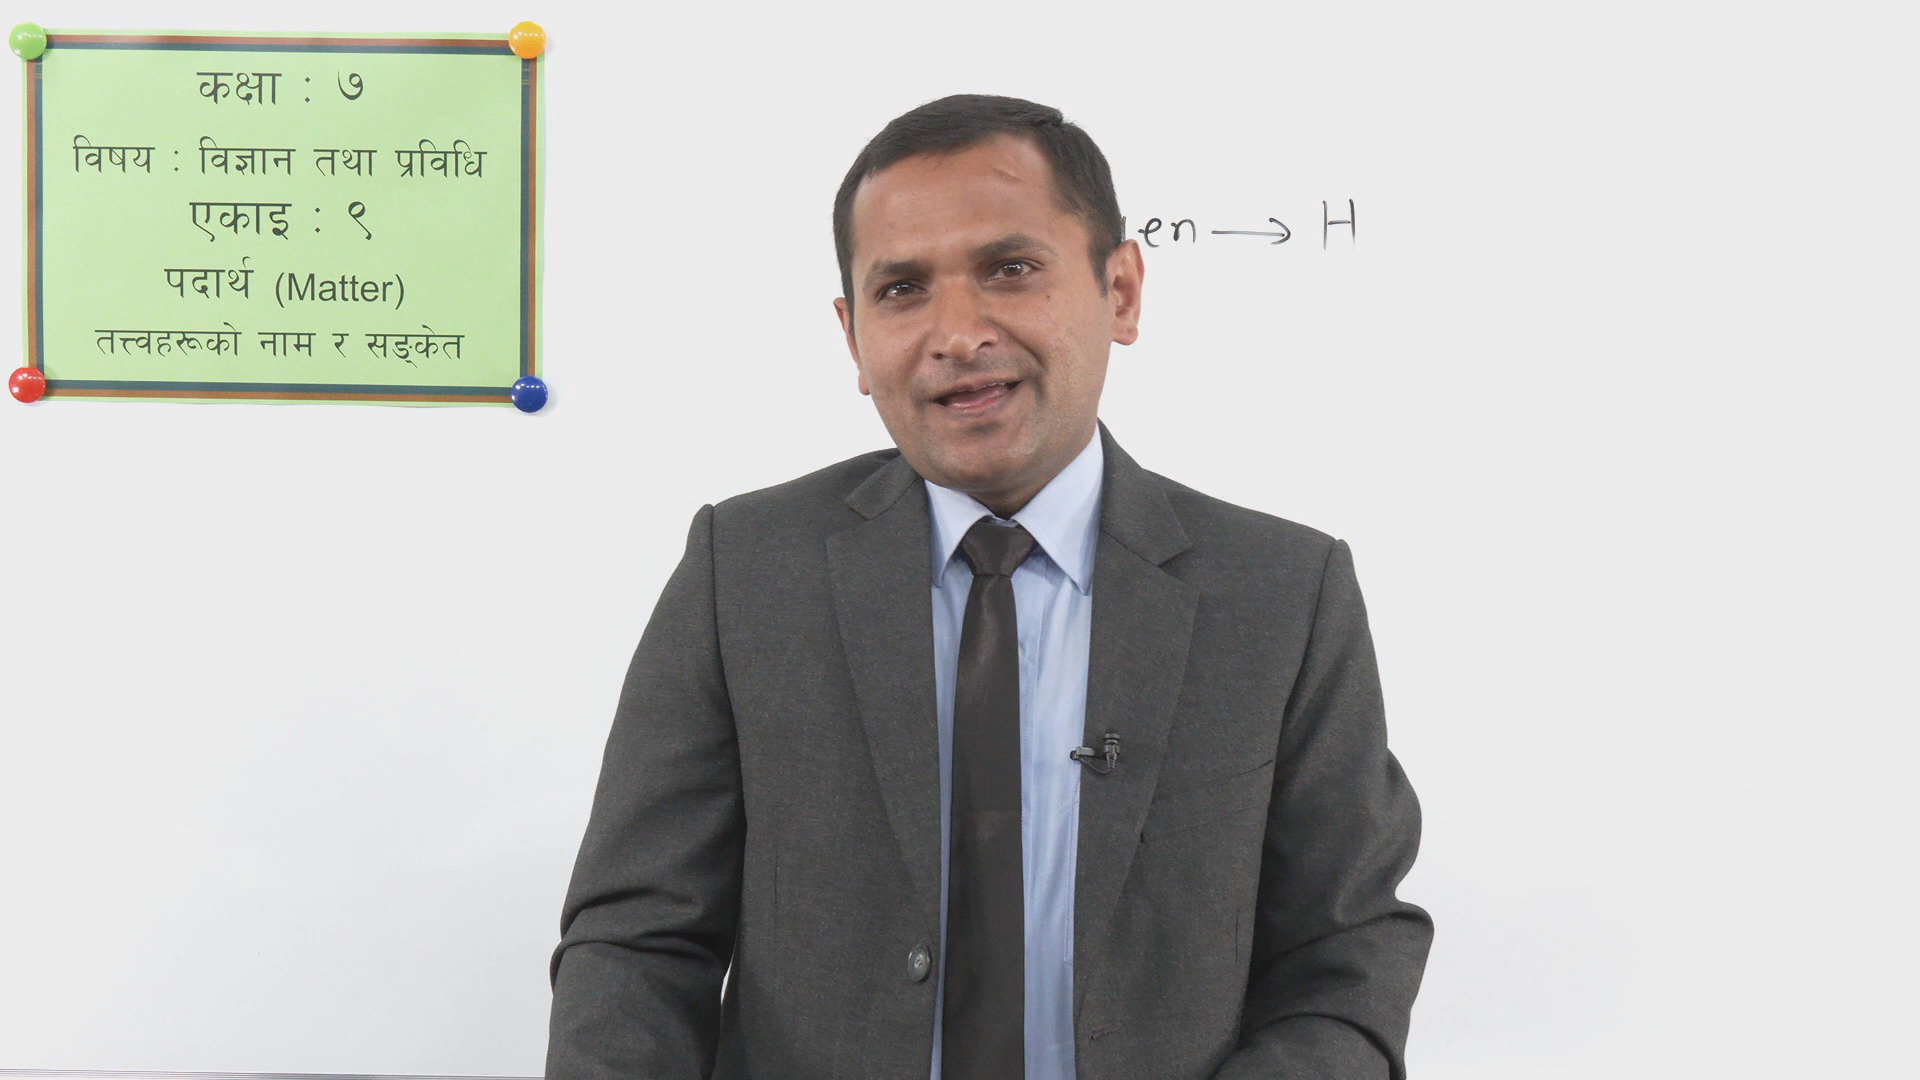 कक्षा : ७
विषय : विज्ञान तथा प्रविधि
एकाइ : ९
पदार्थ (Matter)
तत्त्वहरूको नाम र सङ्केत
en → H